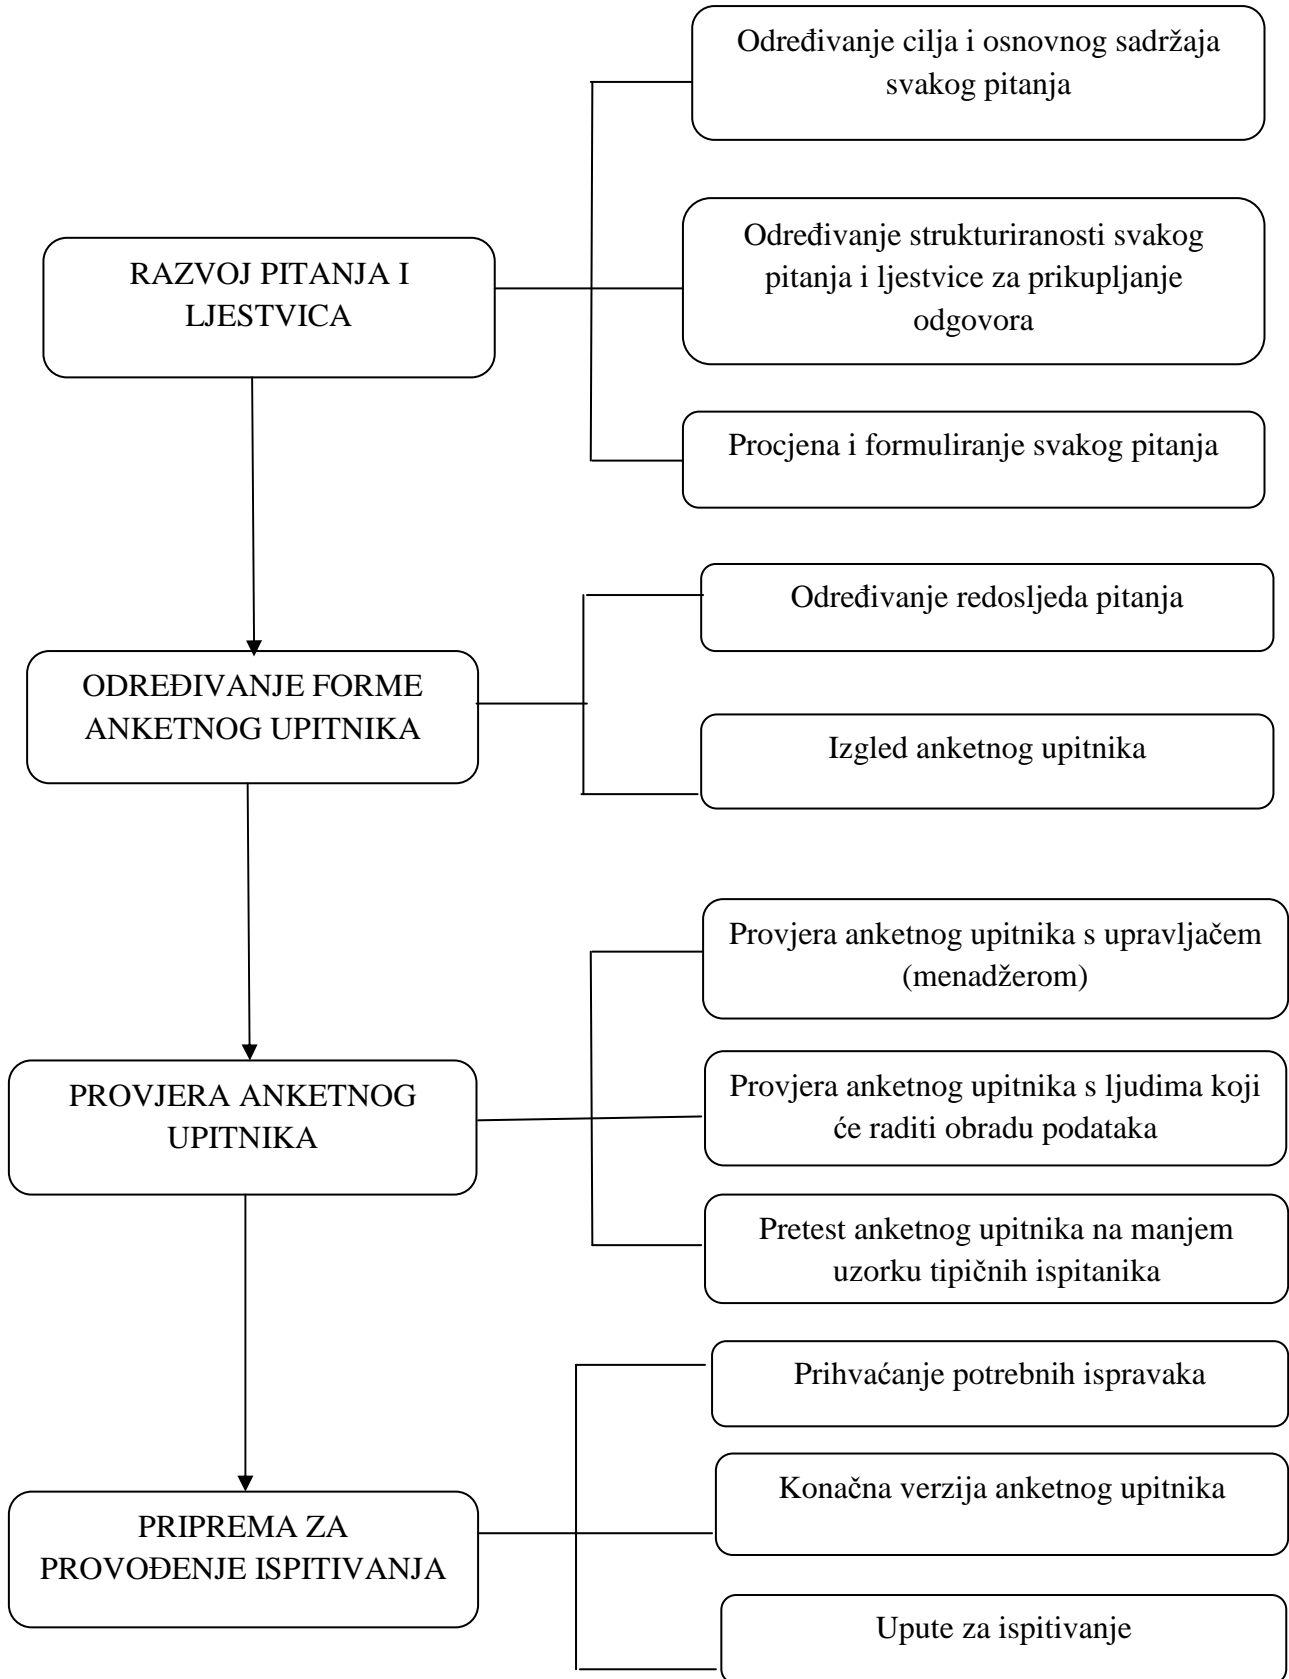 Određivanje cilja i osnovnog sadržaja
svakog pitanja
RAZVOJ PITANJA I
LJESTVICA
Određivanje strukturiranosti svakog
pitanja i ljestvice za prikupljanje
odgovora
Procjena i formuliranje svakog pitanja
ODREĐIVANJE FORME
ANKETNOG UPITNIKA
Određivanje redosljeda pitanja
Izgled anketnog upitnika
PROVJERA ANKETNOG
UPITNIKA
Provjera anketnog upitnika s upravljačem
(menadžerom)
Provjera anketnog upitnika s ljudima koji
će raditi obradu podataka
Pretest anketnog upitnika na manjem
uzorku tipičnih ispitanika
PRIPREMA ZA
PROVOĐENJE ISPITIVANJA
Prihvaćanje potrebnih ispravaka
Konačna verzija anketnog upitnika
Upute za ispitivanje